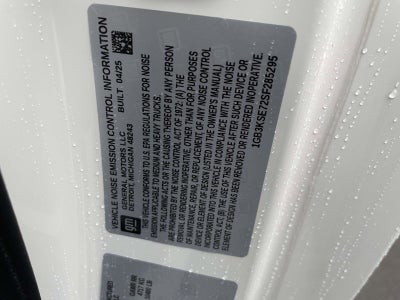 VEHICLE NOISE EMISSION CONTROL INFORMATION
GENERAL MOTORS LLC
DETROIT, MICHIGAN 48243
BUILT 04/25
gm
THIS VEHICLE CONFORMS TO U.S. EPA REGULATIONS FOR NOISE
EMISSION APPLICABLE TO MEDIUM AND HEAVY TRUCKS.
THE FOLLOWING ACTS OR THE CAUSING THEREOF BY ANY PERSON
ARE PROHIBITED BY THE NOISE CONTROL ACT OF 1972: (A) THE
REMOVAL, OR RENDERING INOPERATIVE, OTHER THAN FOR PURPOSES
OF MAINTENANCE, REPAIR, OR REPLACEMENT, OF ANY NOISE CONTROL
DEVICE OR ELEMENT OF DESIGN (LISTED IN THE OWNER'S MANUAL)
INCORPORATED INTO THIS VEHICLE IN COMPLIANCE WITH THE NOISE
CONTROL ACT; (B) THE USE OF THIS VEHICLE AFTER SUCH DEVICE OR
ELEMENT OF DESIGN HAS BEEN REMOVED OR RENDERED INOPERATIVE.
1GB3KSE72SF285295
GAWR RR